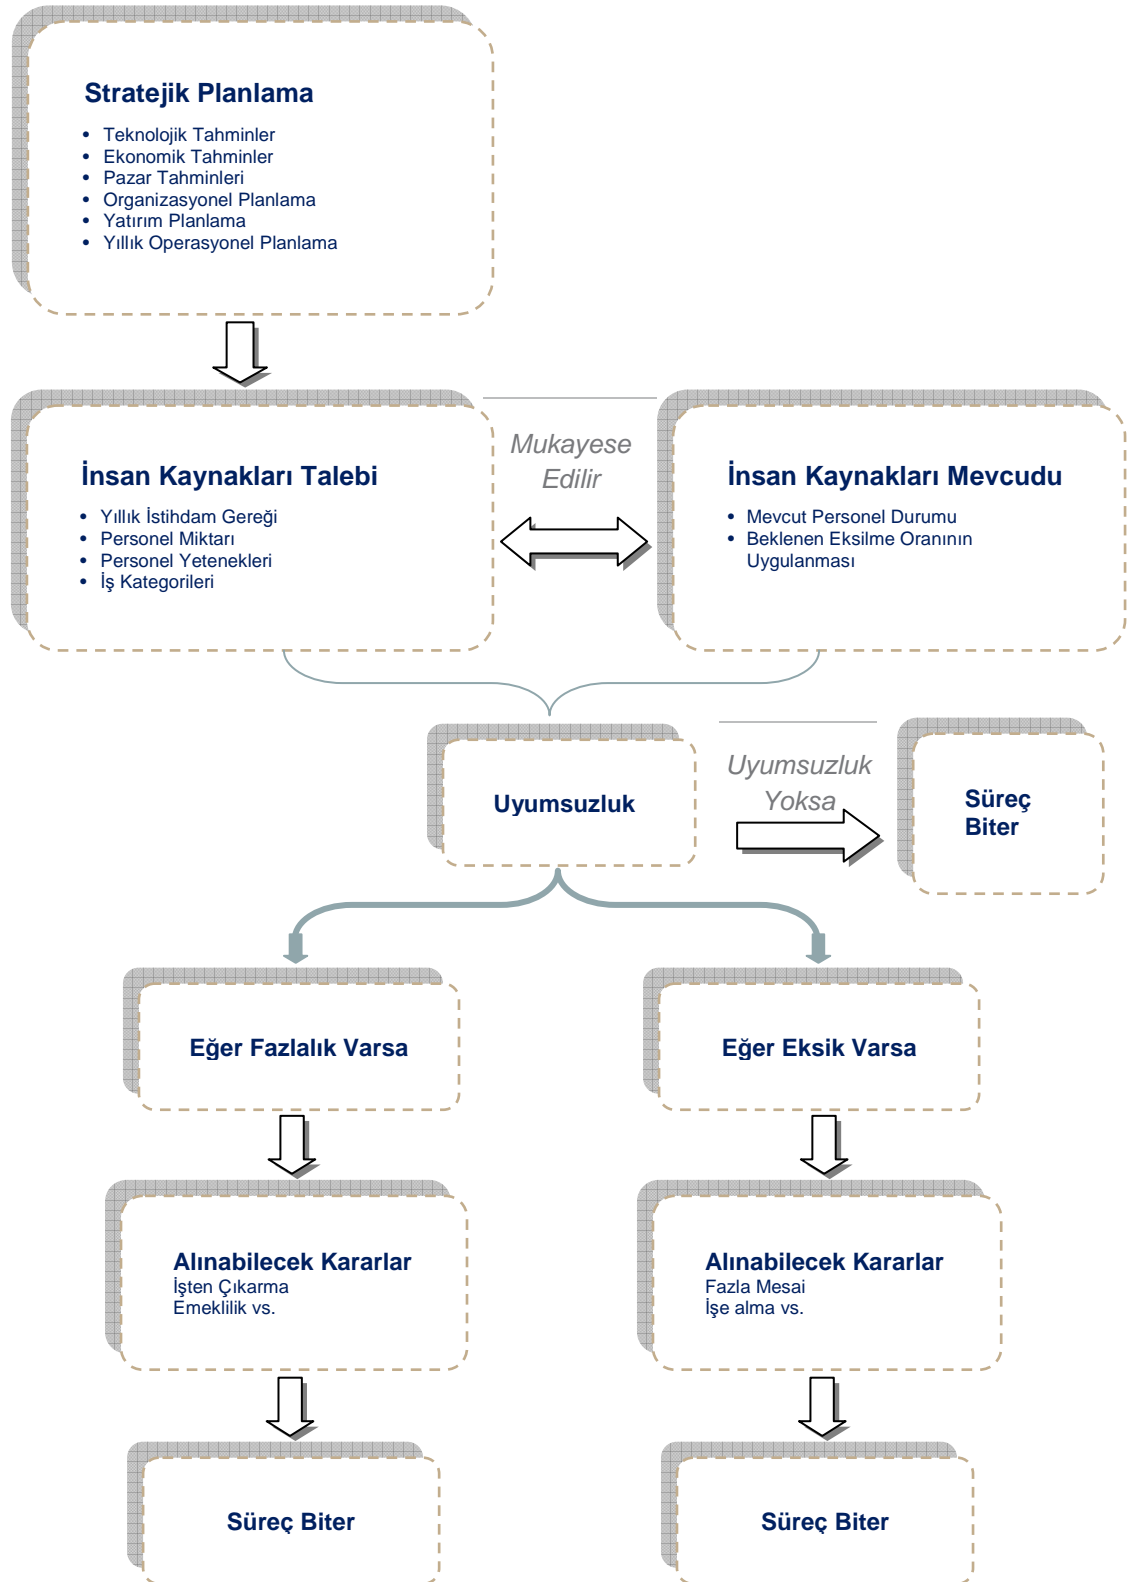 Stratejik Planlama
• Teknolojik Tahminler
• Ekonomik Tahminler
• Pazar Tahminleri
• Organizasyonel Planlama
• Yatırım Planlama
• Yıllık Operasyonel Planlama
İnsan Kaynakları Talebi
• Yıllık İstihdam Gereği
• Personel Miktarı
• Personel Yetenekleri
• İş Kategorileri
Mukayese
Edilir
İnsan Kaynakları Mevcudu
• Mevcut Personel Durumu
• Beklenen Eksilme Oranının
Uygulanması
Uyumsuzluk
Uyumsuzluk
Yoksa
Süreç
Biter
Eğer Fazlalık Varsa
Eğer Eksik Varsa
Alınabilecek Kararlar
İşten Çıkarma
Emeklilik vs.
Alınabilecek Kararlar
Fazla Mesai
İşe alma vs.
Süreç Biter
Süreç Biter